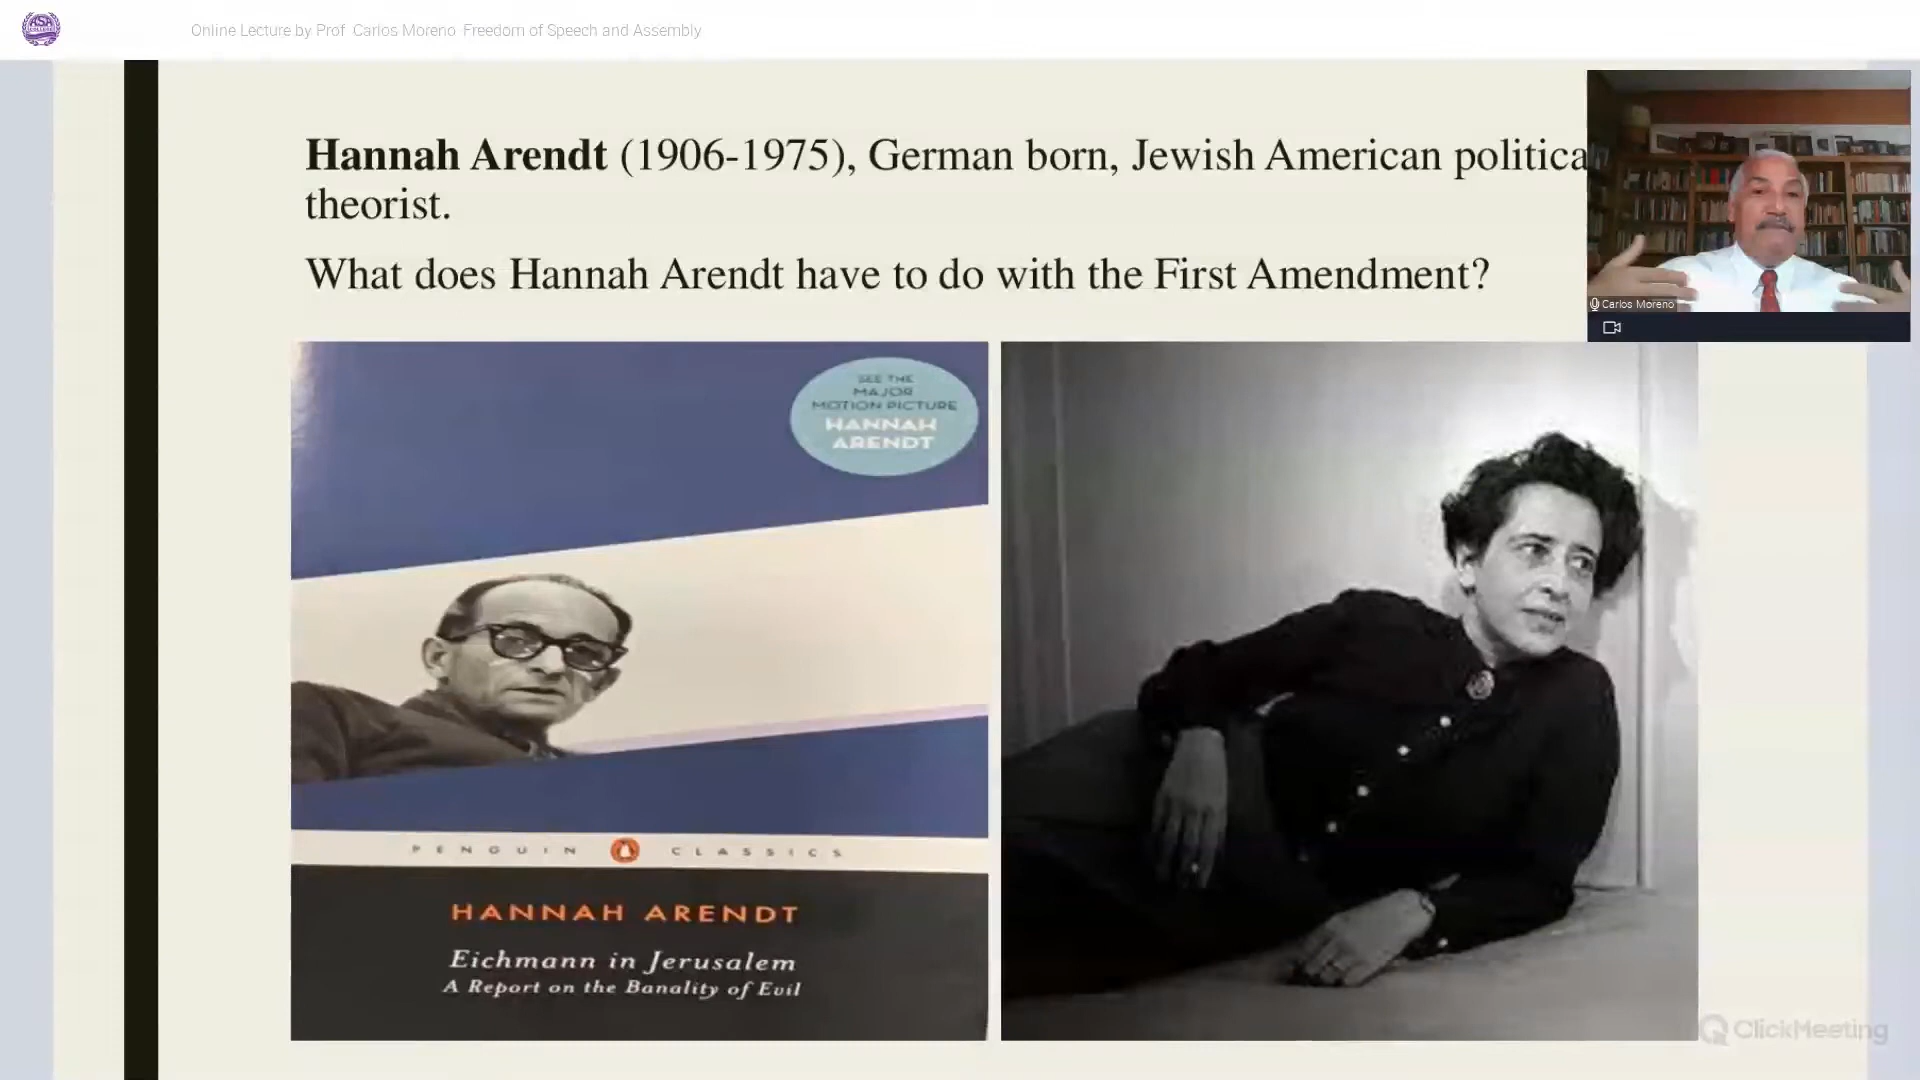 ASA
Online Lecture by Prof Carlos Moreno Freedom of Speech and Assembly
Hannah Arendt (1906-1975), German born, Jewish American politica
theorist.
What does Hannah Arendt have to do with the First Amendment?
Carlos Moreno
SEE THE
MAJOR
MOTION PICTURE
HANNAH
ARENDT
PENGUIN CLASSICS
HANNAH ARENDT
Eichmann in Jerusalem
A Report on the Banality of Evil
ClickMeeting